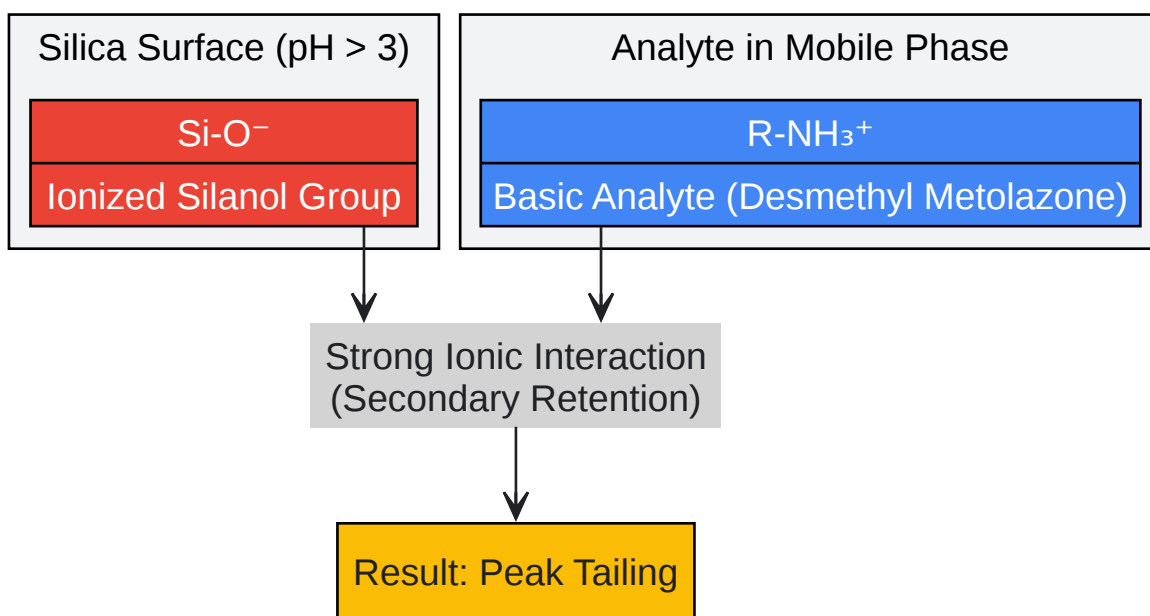 Silica Surface (pH > 3)
Analyte in Mobile Phase
Si-O⁻
R-NH₃⁺
Ionized Silanol Group
Basic Analyte (Desmethyl Metolazone)
Strong Ionic Interaction
(Secondary Retention)
Result: Peak Tailing